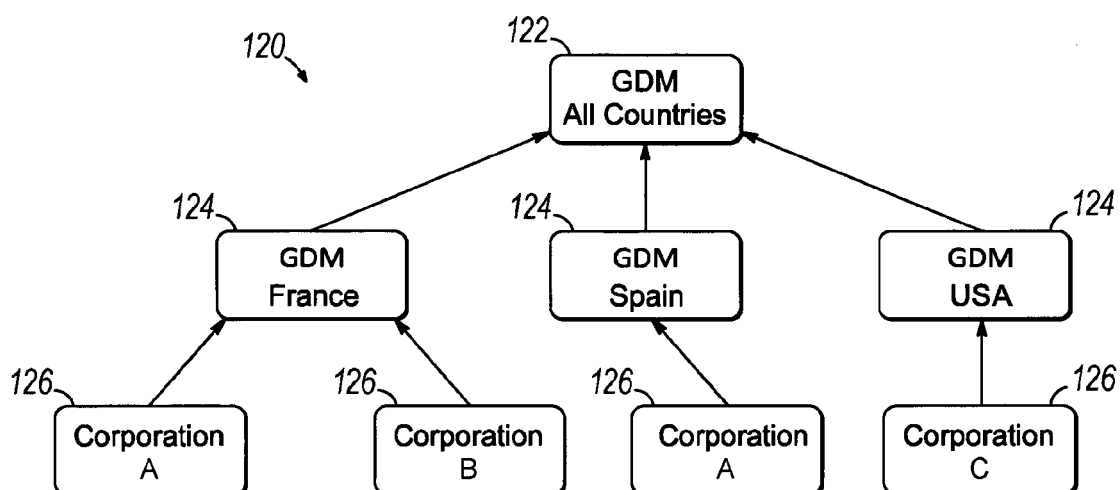 122
120
GDM
All Countries
124
124
124
GDM
France
GDM
Spain
GDM
USA
126
126
126
126
Corporation
A
Corporation
B
Corporation
A
Corporation
C